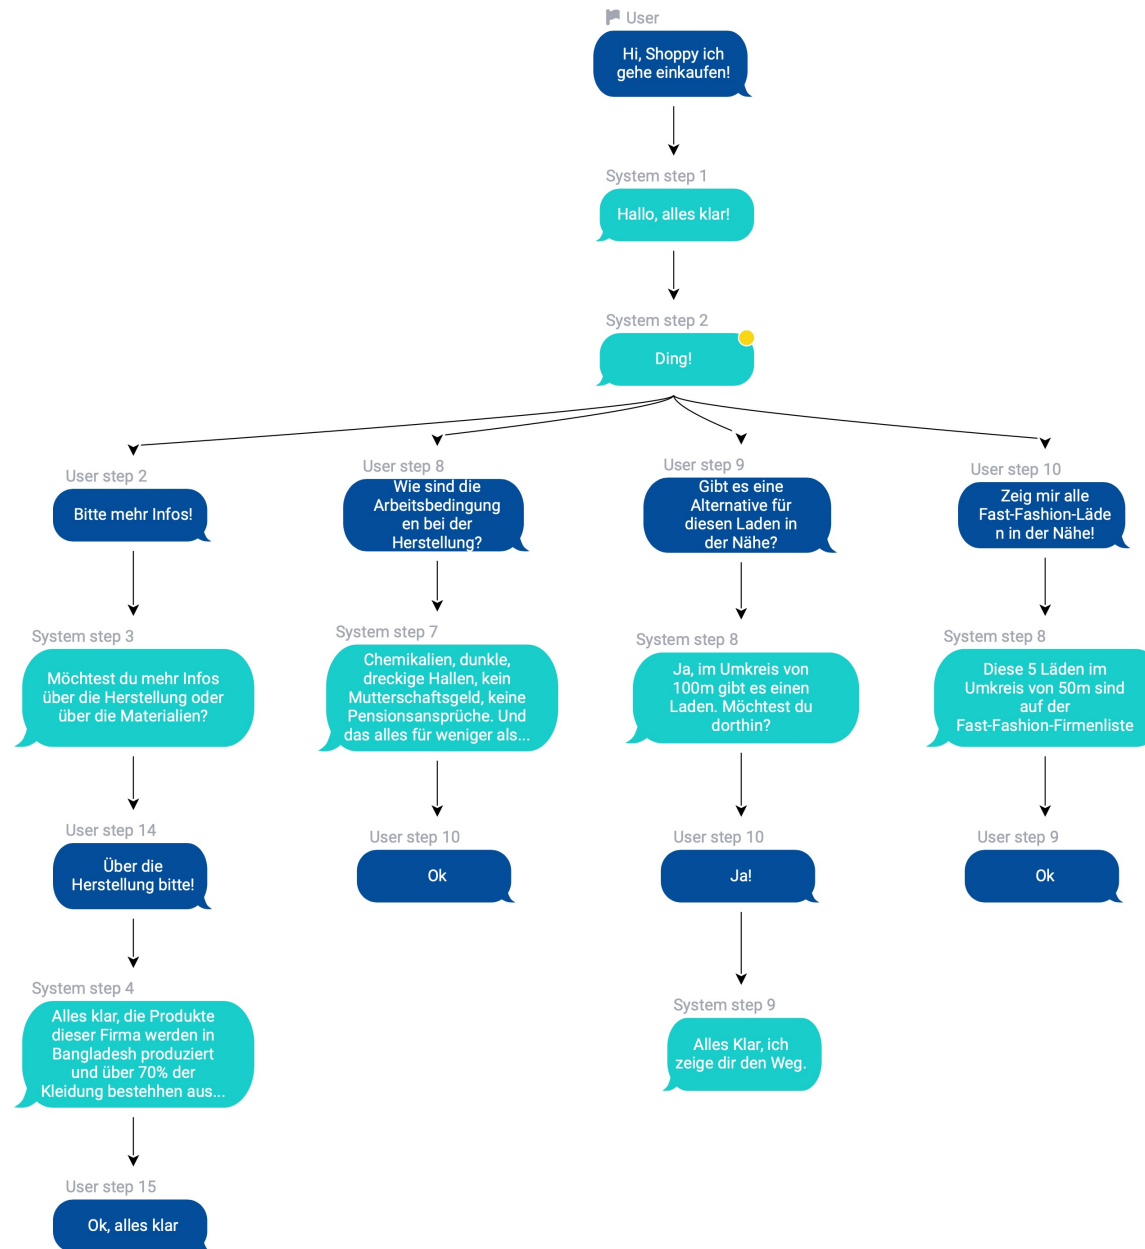 User
Hi, Shoppy ich
gehe einkaufen!
System step 1
Hallo, alles klar!
System step 2
Ding!
User step 2
Bitte mehr Infos!
System step 3
Möchtest du mehr Infos
über die Herstellung oder
über die Materialien?
User step 14
Über die
Herstellung bitte!
System step 4
Alles klar, die Produkte
dieser Firma werden in
Bangladesh produziert
und über 70% der
Kleidung bestehhen aus...
User step 15
Ok, alles klar
User step 8
Wie sind die
Arbeitsbedingung
en bei der
Herstellung?
System step 7
Chemikalien, dunkle,
dreckige Hallen, kein
Mutterschaftsgeld, keine
Pensionsansprüche. Und
das alles für weniger als...
User step 10
Ok
User step 9
Gibt es eine
Alternative für
diesen Laden in
der Nähe?
System step 8
Ja, im Umkreis von
100m gibt es einen
Laden. Möchtest du
dorthin?
User step 10
Ja!
System step 9
Alles Klar, ich
zeige dir den Weg.
User step 10
Zeig mir alle
Fast-Fashion-Läde
n in der Nähe!
System step 8
Diese 5 Läden im
Umkreis von 50m sind
auf der
Fast-Fashion-Firmenliste
User step 9
Ok